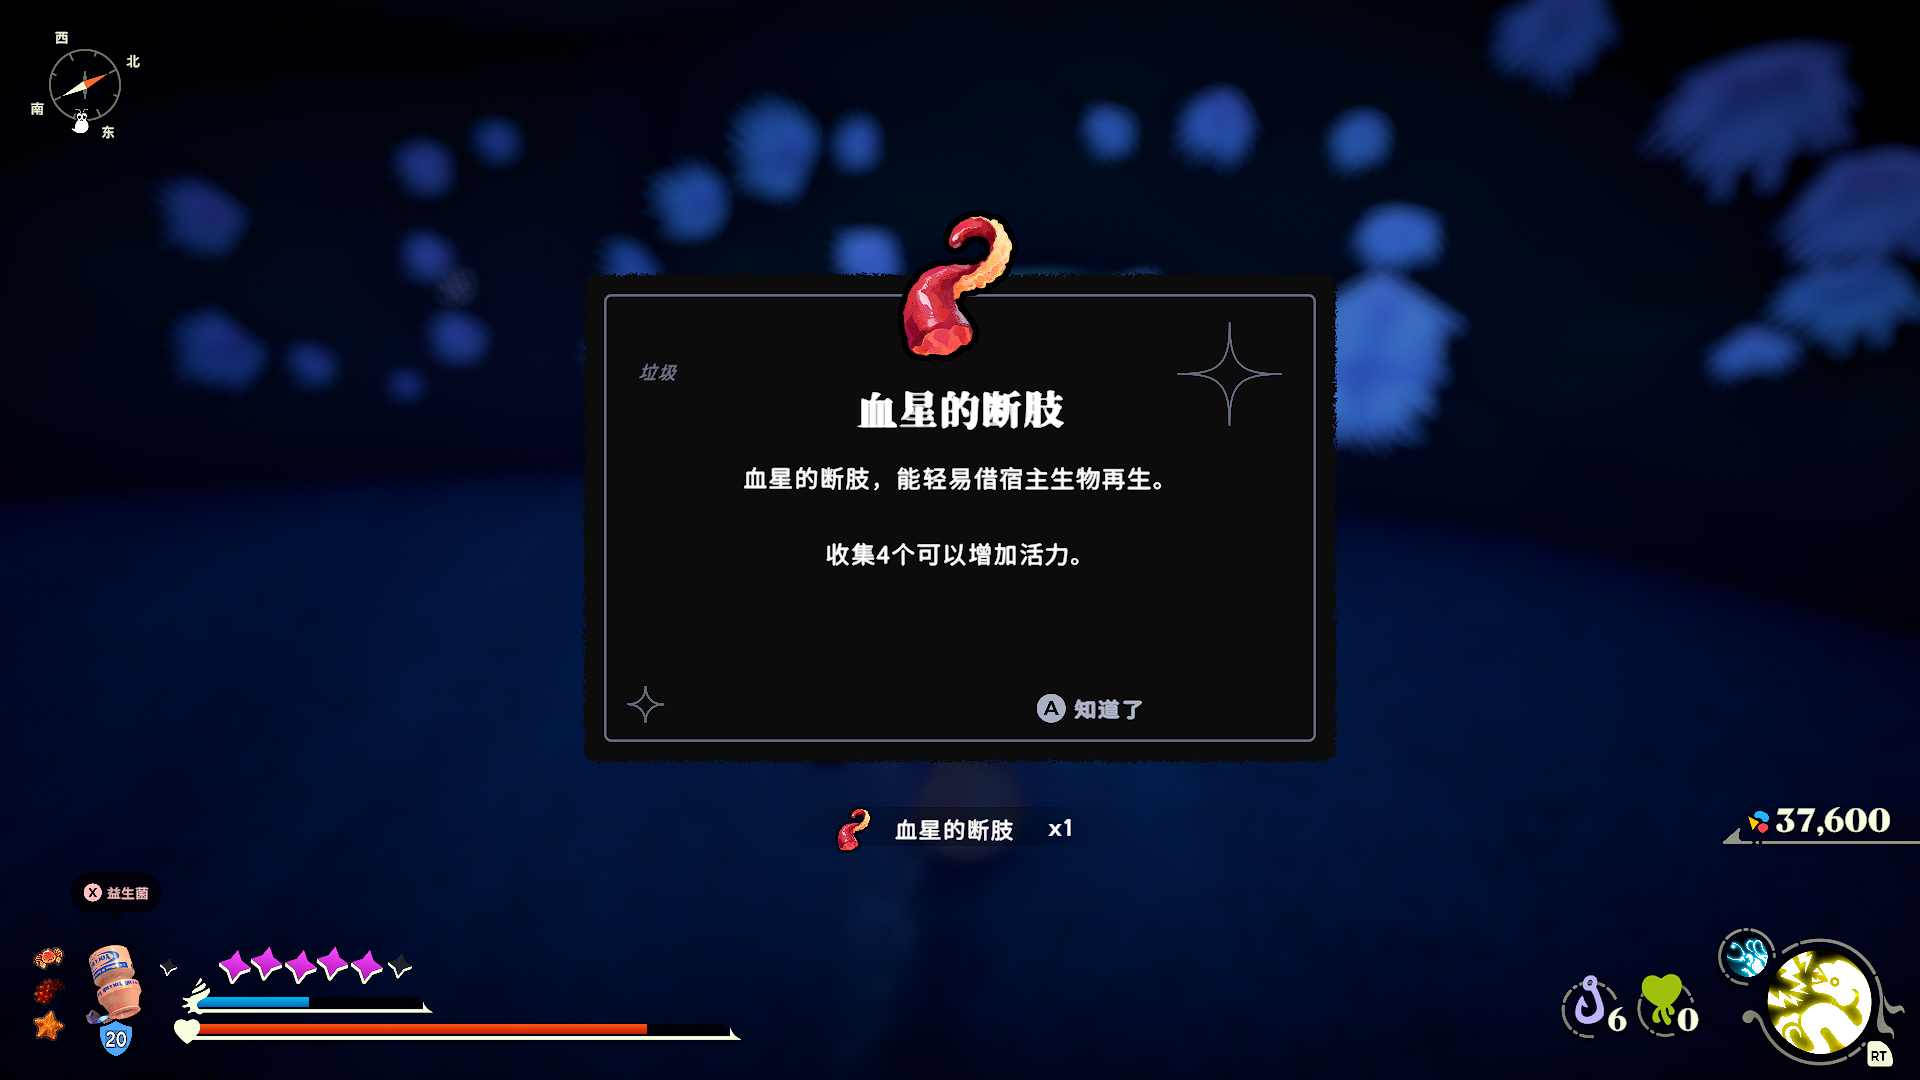 西
北
南
东
垃圾
血星的断肢
血星的断肢，能轻易借宿主生物再生。
收集4个可以增加活力。
A 知道了
血星的断肢 x1
37,600
X 益生菌
20
6
0
RT